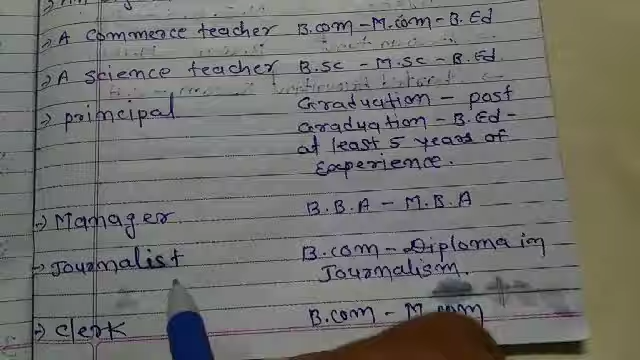 → A commerce teacher B.com - M.com - B.Ed
→ A science teacher B.sc - M.sc - B.Ed
→ principal Graduation - post
Graduation - B.Ed -
at least 5 years of
Experience.
→ Manager B.B.A - M.B.A
→ Journalist B.com - Diploma in
Journalism.
→ Clerk B.com - M.com